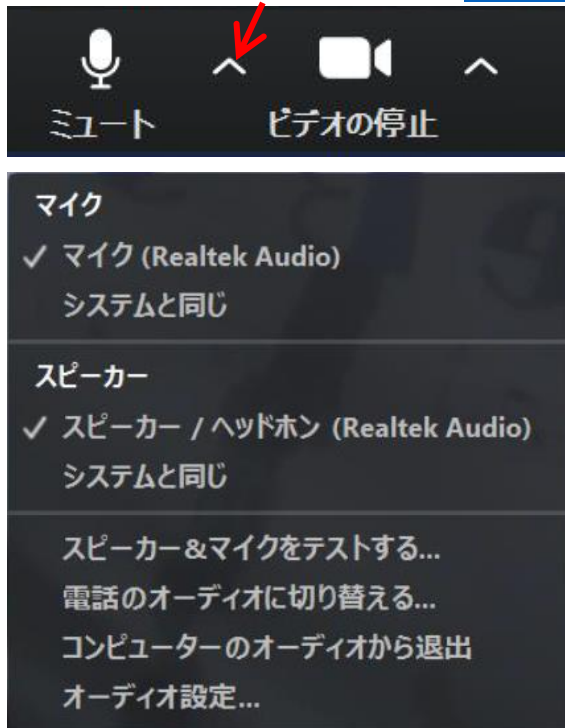 ミュート ビデオの停止
マイク
マイク (Realtek Audio)
システムと同じ
スピーカー
スピーカー / ヘッドホン (Realtek Audio)
システムと同じ
スピーカー&マイクをテストする...
電話のオーディオに切り替える...
コンピューターのオーディオから退出
オーディオ設定...